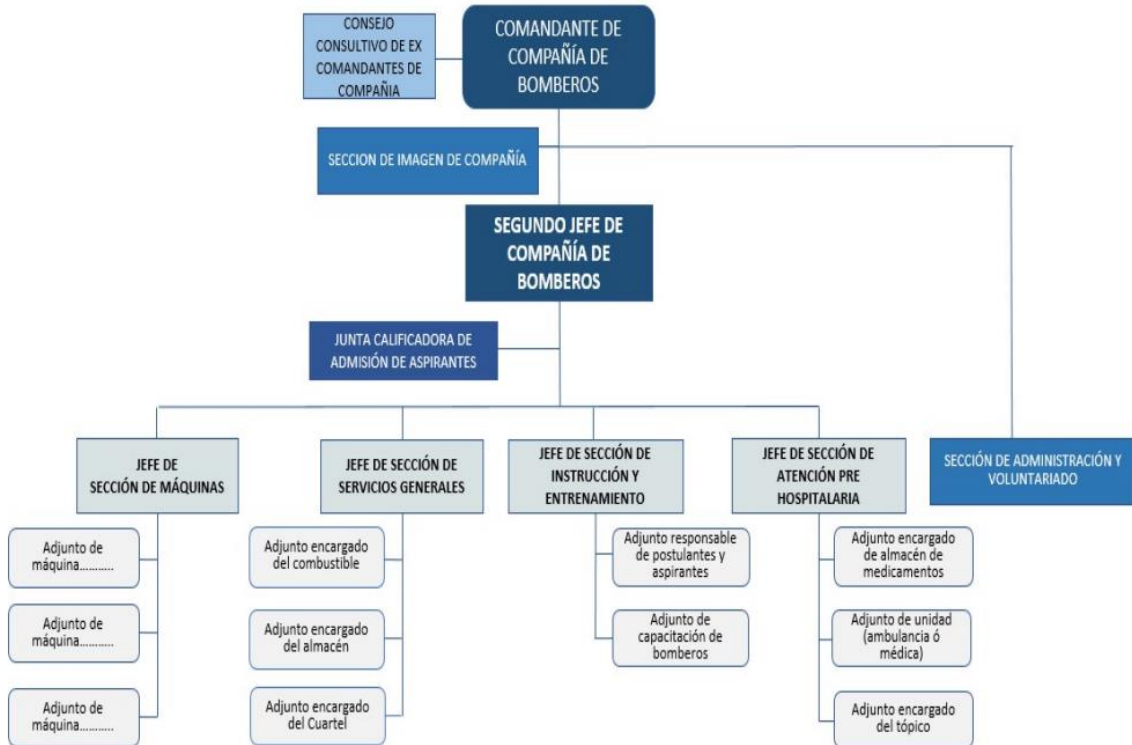 CONSEJO
CONSULTIVO DE EX
COMANDANTES DE
COMPAÑIA
COMANDANTE DE
COMPAÑÍA DE
BOMBEROS
SECCION DE IMAGEN DE COMPAÑÍA
SEGUNDO JEFE DE
COMPAÑÍA DE
BOMBEROS
JUNTA CALIFICADORA DE
ADMISIÓN DE ASPIRANTES
JEFE DE
SECCIÓN DE MÁQUINAS
JEFE DE SECCIÓN DE
SERVICIOS GENERALES
JEFE DE SECCIÓN DE
INSTRUCCIÓN Y
ENTRENAMIENTO
JEFE DE SECCIÓN DE
ATENCIÓN PRE
HOSPITALARIA
SECCIÓN DE ADMINISTRACIÓN Y
VOLUNTARIADO
Adjunto de
máquina...........
Adjunto de
máquina...........
Adjunto de
máquina...........
Adjunto encargado
del combustible
Adjunto encargado
del almacén
Adjunto encargado
del Cuartel
Adjunto responsable
de postulantes y
aspirantes
Adjunto de
capacitación de
bomberos
Adjunto encargado
de almacén de
medicamentos
Adjunto de unidad
(ambulancia ó
médica)
Adjunto encargado
del tópico